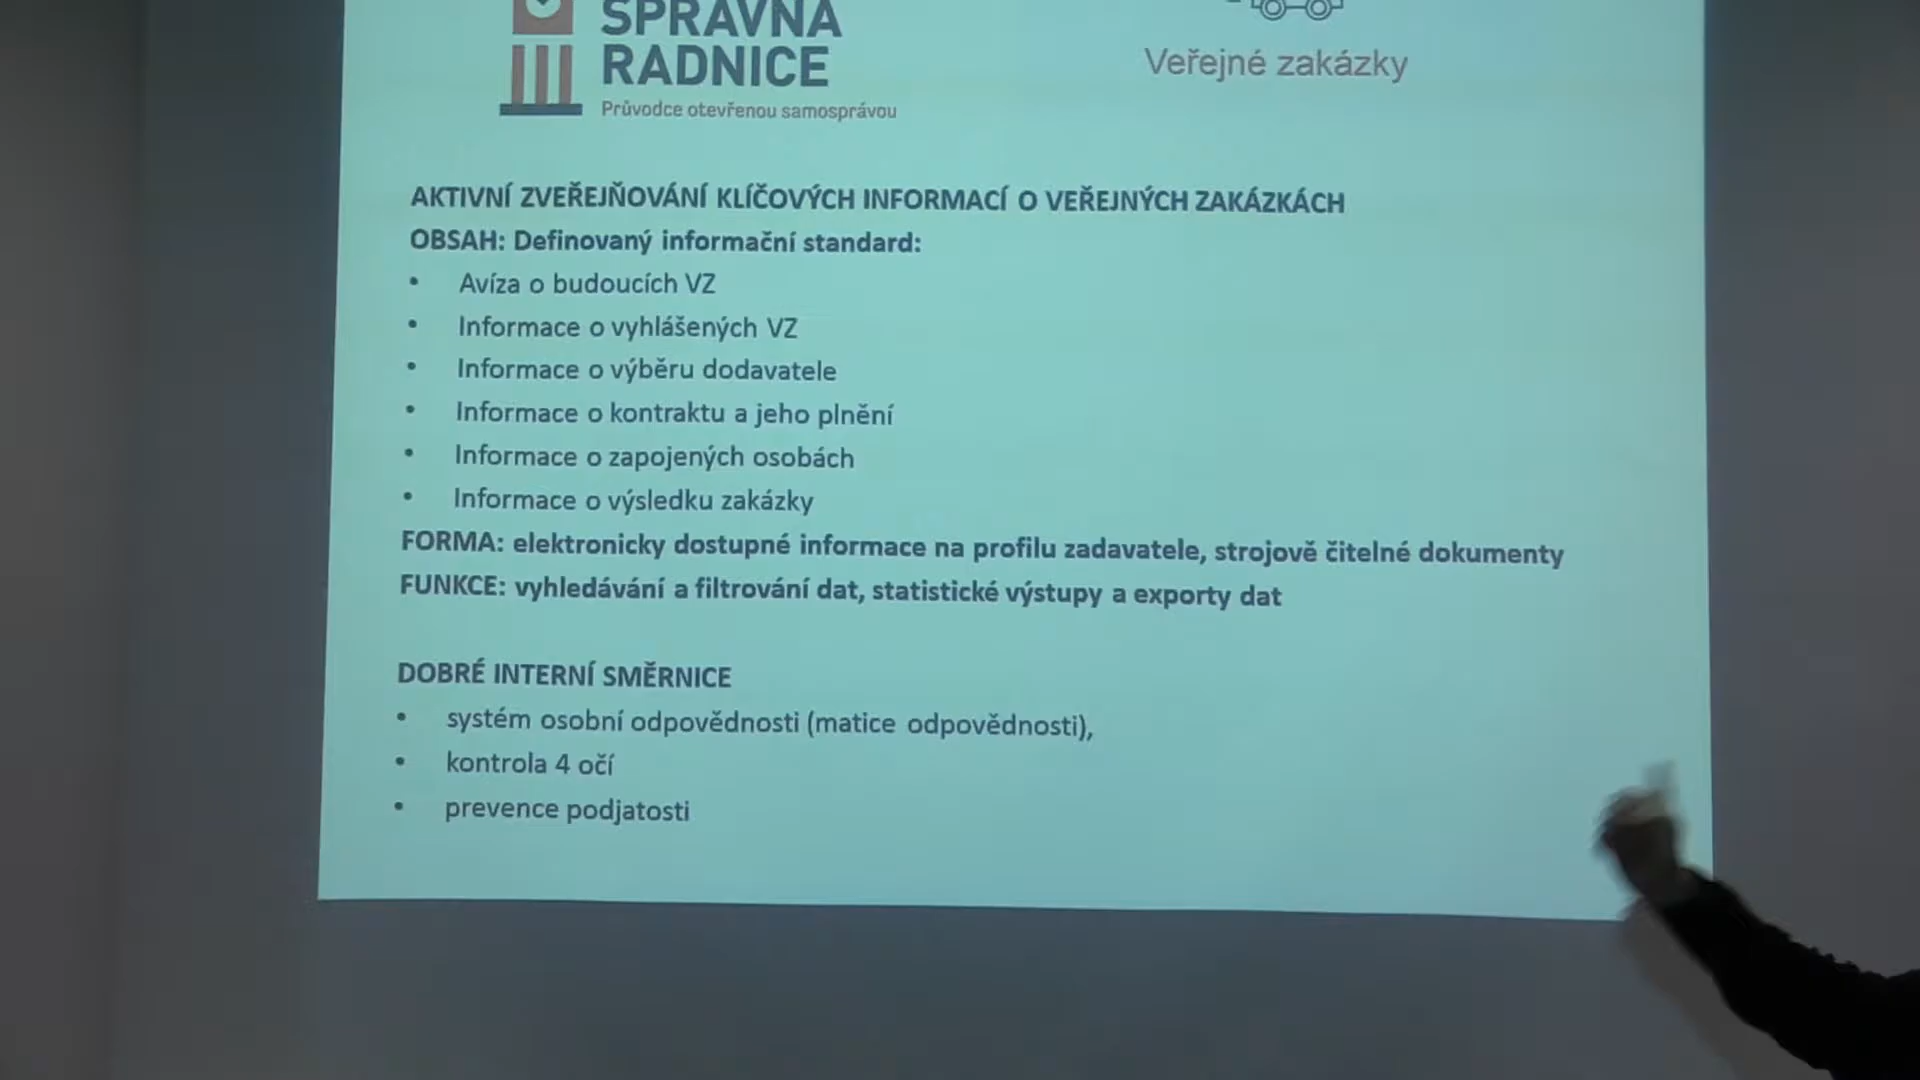 SPRÁVNÁ
RADNICE
Průvodce otevřenou samosprávou
Veřejné zakázky
AKTIVNÍ ZVEŘEJŇOVÁNÍ KLÍČOVÝCH INFORMACÍ O VEŘEJNÝCH ZAKÁZKÁCH
OBSAH: Definovaný informační standard:
• Avíza o budoucích VZ
• Informace o vyhlášených VZ
• Informace o výběru dodavatele
• Informace o kontraktu a jeho plnění
• Informace o zapojených osobách
• Informace o výsledku zakázky
FORMA: elektronicky dostupné informace na profilu zadavatele, strojově čitelné dokumenty
FUNKCE: vyhledávání a filtrování dat, statistické výstupy a exporty dat
DOBRÉ INTERNÍ SMĚRNICE
• systém osobní odpovědnosti (matice odpovědnosti),
• kontrola 4 očí
• prevence podjatosti